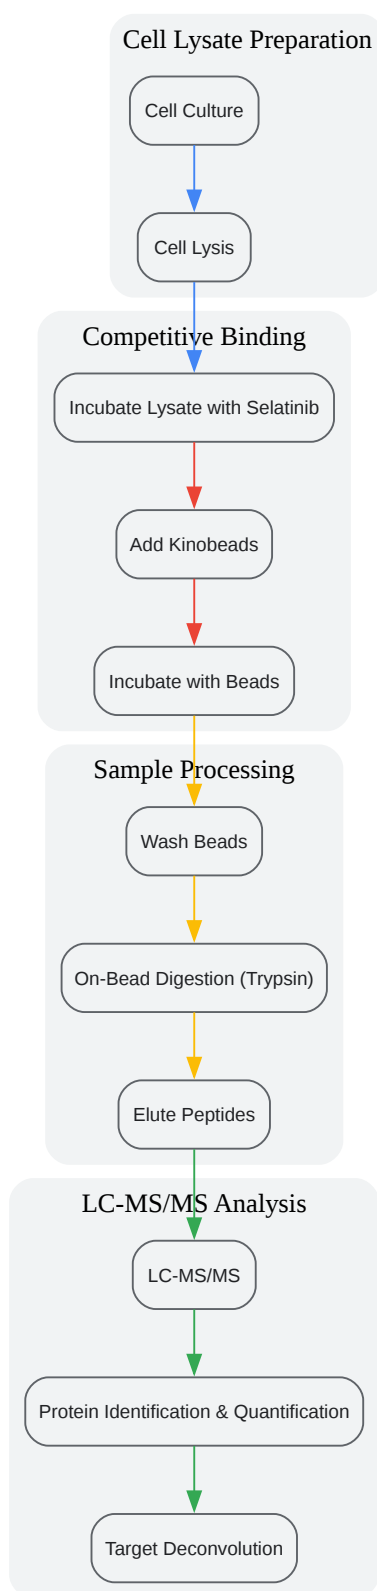 Cell Lysate Preparation
Cell Culture
Cell Lysis
Competitive Binding
Incubate Lysate with Selatinib
Add Kinobeads
Incubate with Beads
Sample Processing
Wash Beads
On-Bead Digestion (Trypsin)
Elute Peptides
LC-MS/MS Analysis
LC-MS/MS
Protein Identification & Quantification
Target Deconvolution